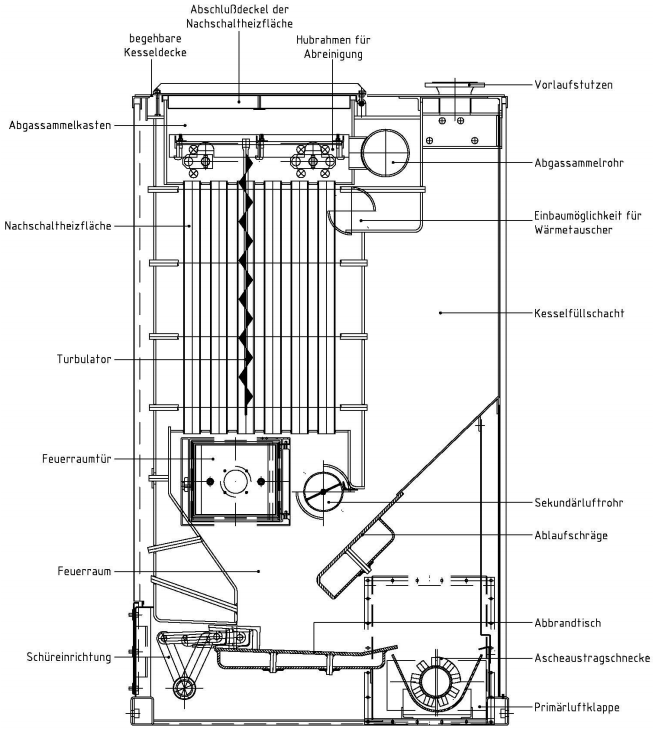 Abschlußdeckel der
Nachschaltheizfläche
begehbare
Kesseldecke
Hubrahmen für
Abreinigung
Vorlaufstutzen
Abgassammelkasten
Abgassammelrohr
Nachschaltheizfläche
Einbaumöglichkeit für
Wärmetauscher
Kesselfüllschacht
Turbulator
Feuerraumtür
Sekundärluftrohr
Ablaufschräge
Feuerraum
Abbrandtisch
Schüreinrichtung
Ascheaustragschnecke
Primärluftklappe